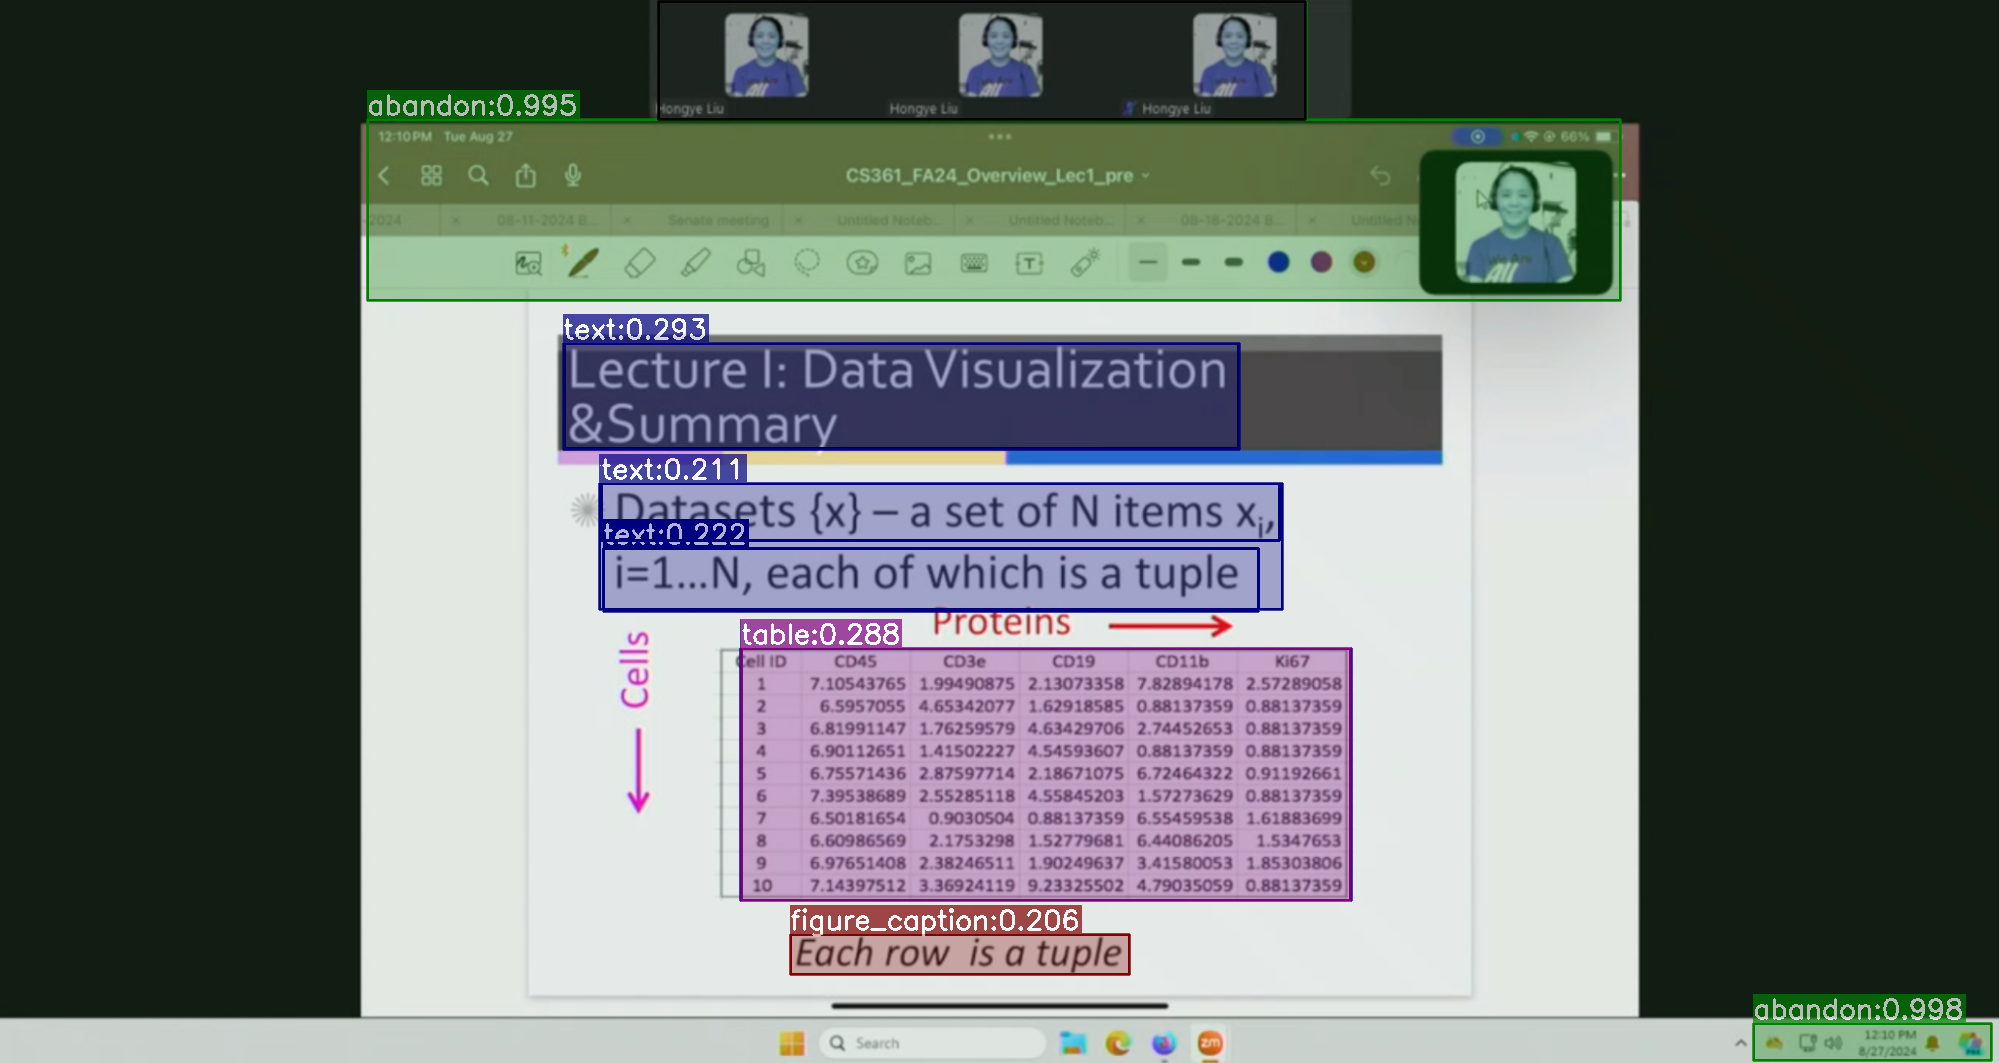 Hongye Liu Hongye Liu Hongye Liu
abandon:0.995
12:10 PM Tue Aug 27 66%
CS361_FA24_Overview_Lec1_pre
-2024 × 08-11-2024 B... × Senate meeting × Untitled Noteb... × Untitled Noteb... × 08-18-2024 B... × Untitled N
text:0.293
Lecture I: Data Visualization
&Summary
text:0.211
Datasets {x} – a set of N items xi,
text:0.222
i=1...N, each of which is a tuple
Proteins
table:0.288
Cells
Cell ID CD45 CD3e CD19 CD11b Ki67
1 7.10543765 1.99490875 2.13073358 7.82894178 2.57289058
2 6.5957055 4.65342077 1.62918585 0.88137359 0.88137359
3 6.81991147 1.76259579 4.63429706 2.74452653 0.88137359
4 6.90112651 1.41502227 4.54593607 0.88137359 0.88137359
5 6.75571436 2.87597714 2.18671075 6.72464322 0.91192661
6 7.39538689 2.55285118 4.55845203 1.57273629 0.88137359
7 6.50181654 0.9030504 0.88137359 6.55459538 1.61883699
8 6.60986569 2.1753298 1.52779681 6.44086205 1.5347653
9 6.97651408 2.38246511 1.90249637 3.41580053 1.85303806
10 7.14397512 3.36924119 9.23325502 4.79035059 0.88137359
figure_caption:0.206
Each row is a tuple
abandon:0.998
Search
zm
12:10 PM
8/27/2024